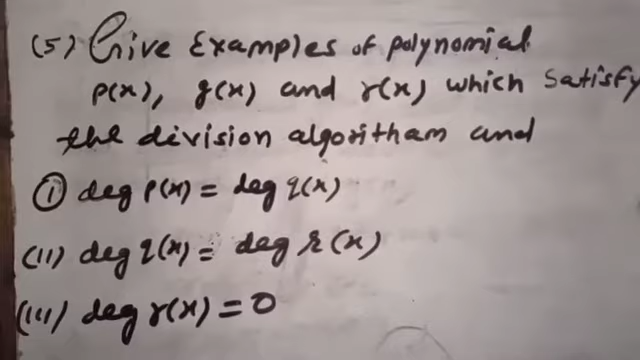 (5) Give Examples of polynomial
p(x), g(x) and r(x) which satisfy
the division algoritham and
(i) deg p(x) = deg q(x)
(ii) deg q(x) = deg r(x)
(iii) deg r(x) = 0